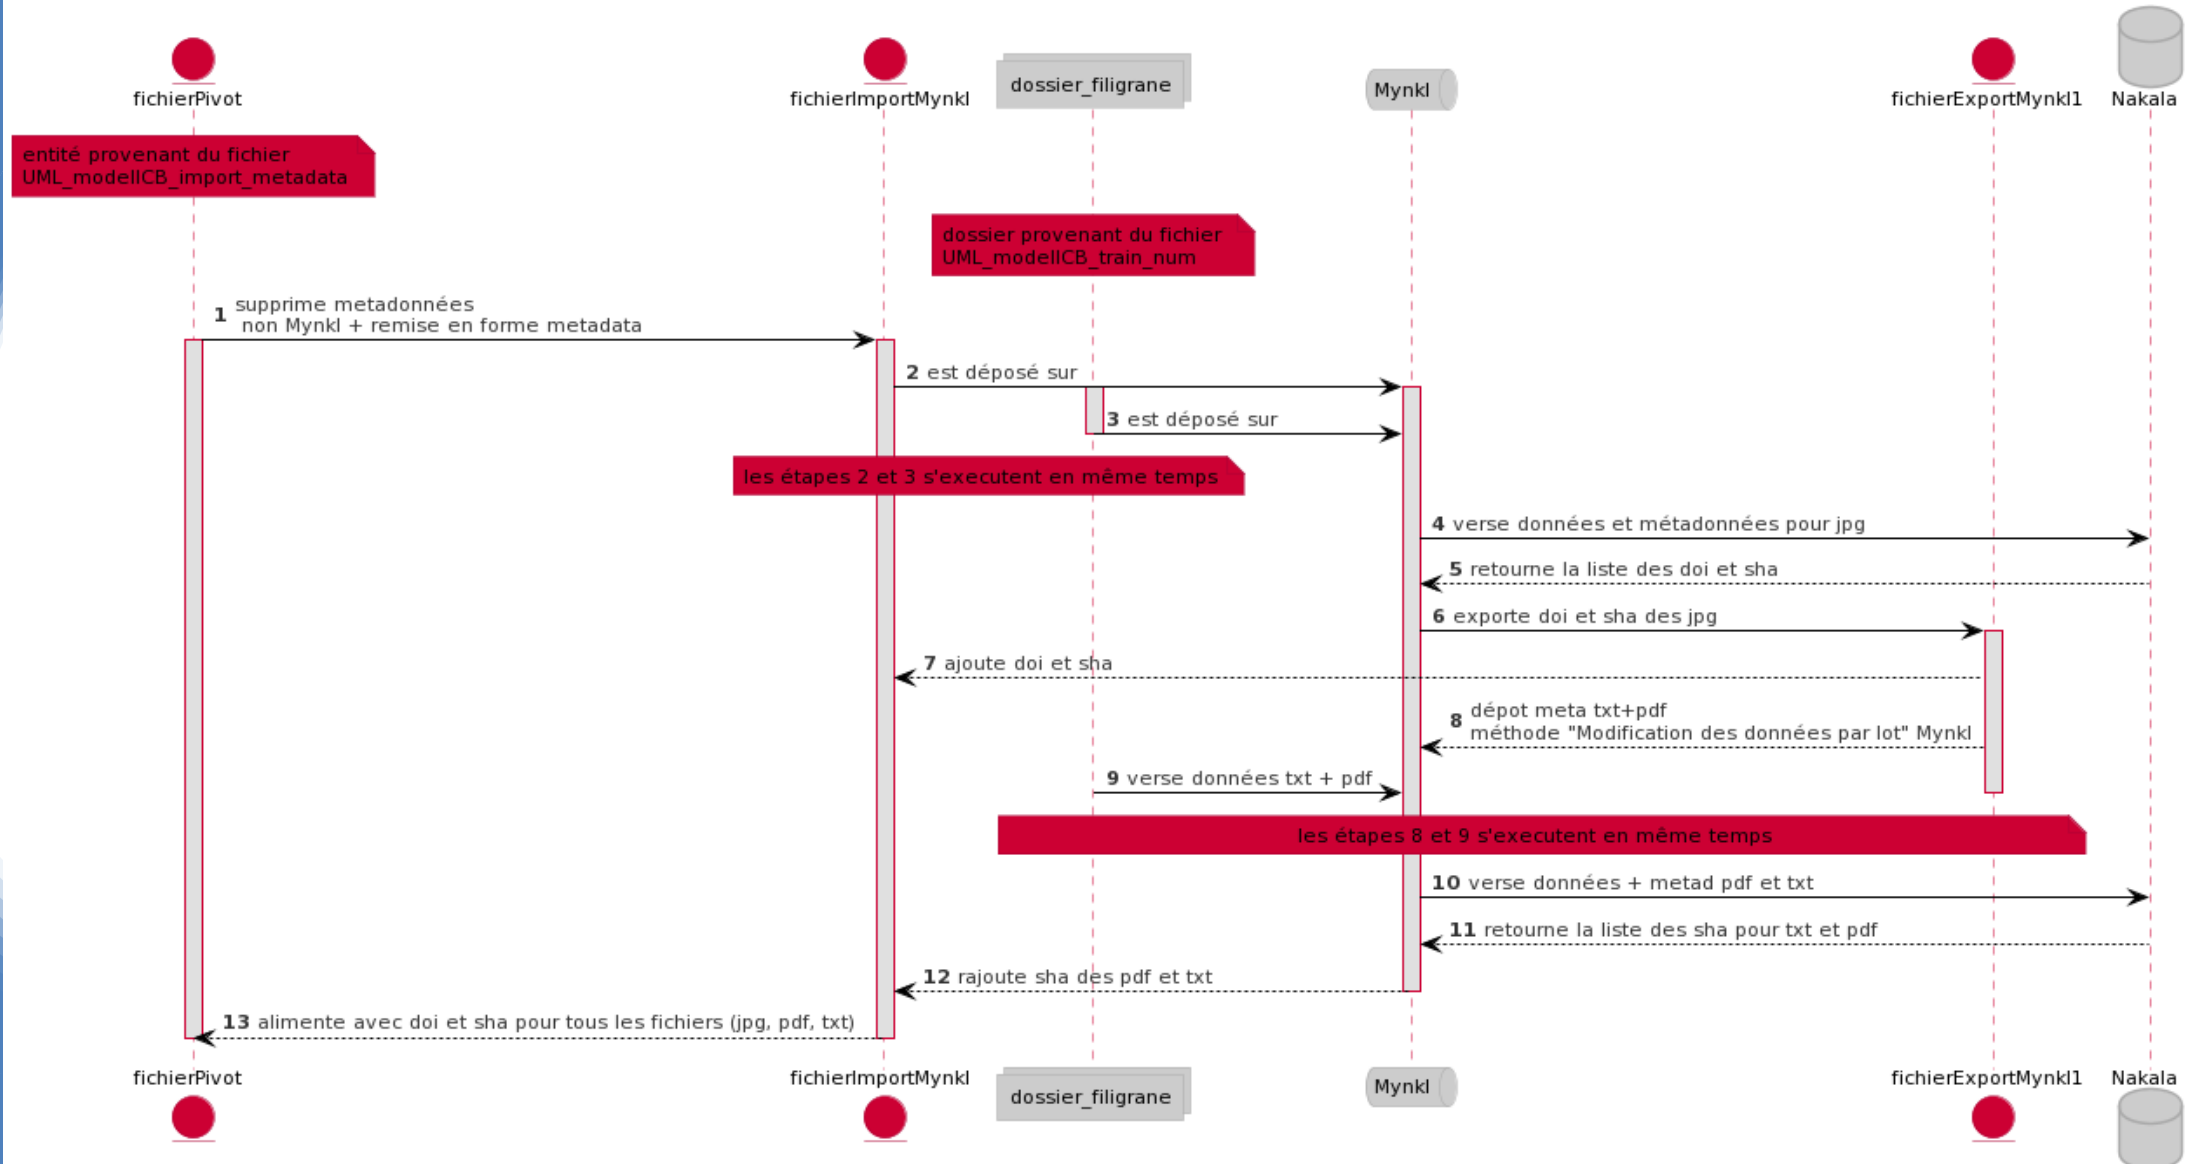 fichierPivot
fichierImportMynkl
dossier_filigrane
Mynkl
fichierExportMynkl1
Nakala
entité provenant du fichier
UML_modelICB_import_metadata
dossier provenant du fichier
UML_modelICB_train_num
1 supprime metadonnées
non Mynkl + remise en forme metadata
2 est déposé sur
3 est déposé sur
les étapes 2 et 3 s'executent en même temps
4 verse données et métadonnées pour jpg
5 retourne la liste des doi et sha
6 exporte doi et sha des jpg
7 ajoute doi et sha
8 dépot meta txt+pdf
méthode "Modification des données par lot" Mynkl
9 verse données txt + pdf
les étapes 8 et 9 s'executent en même temps
10 verse données + metad pdf et txt
11 retourne la liste des sha pour txt et pdf
12 rajoute sha des pdf et txt
13 alimente avec doi et sha pour tous les fichiers (jpg, pdf, txt)
fichierPivot
fichierImportMynkl
dossier_filigrane
Mynkl
fichierExportMynkl1
Nakala